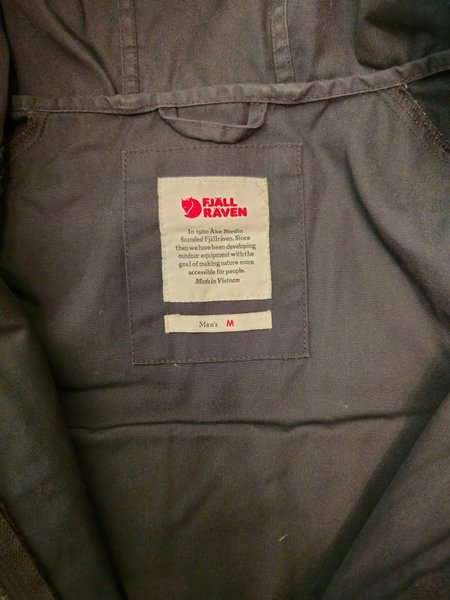 FJÄLL
RÄVEN
In 1960 Åke Nordin
founded Fjällräven. Since
then we have been developing
outdoor equipment with the
goal of making nature more
accessible for people.
Made in Vietnam
Men's M